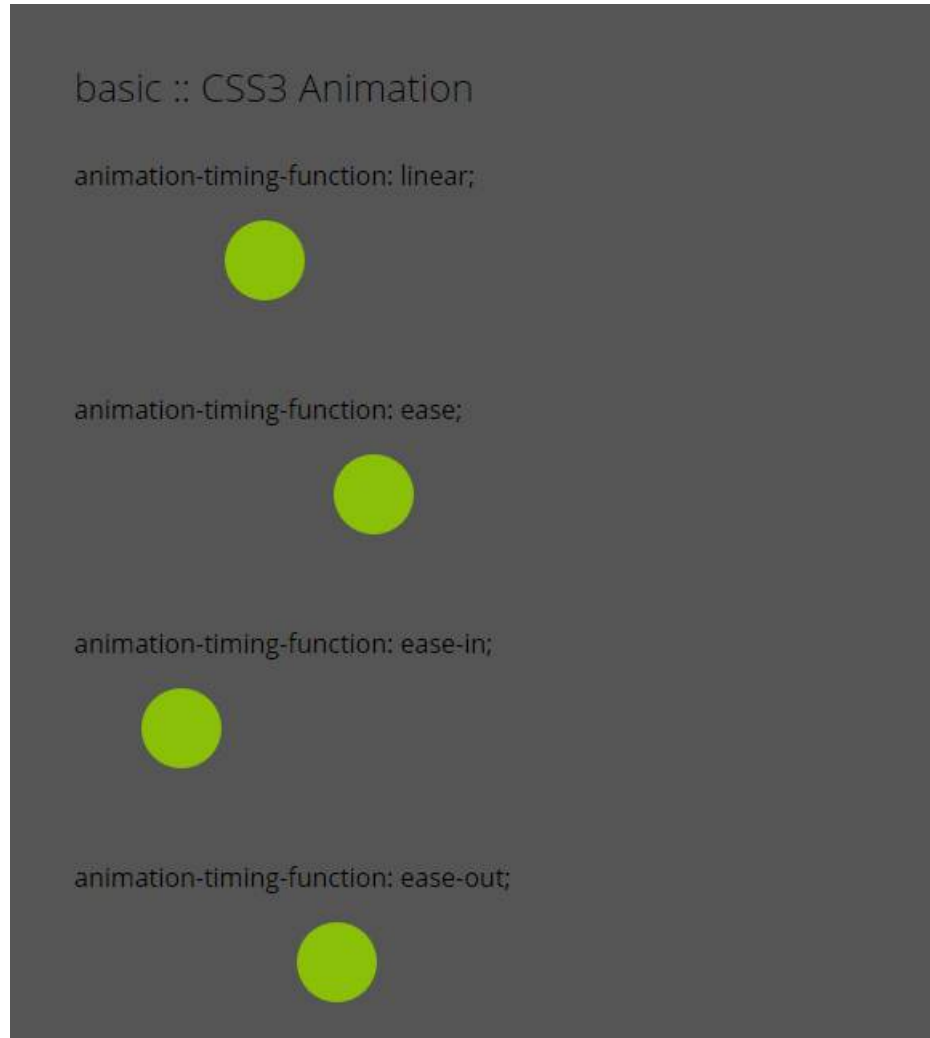 basic :: CSS3 Animation
animation-timing-function: linear;
animation-timing-function: ease;
animation-timing-function: ease-in;
animation-timing-function: ease-out;